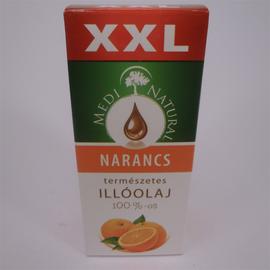 XXL
MEDI NATURAL
NARANCS
természetes
ILLÓOLAJ
100%-os